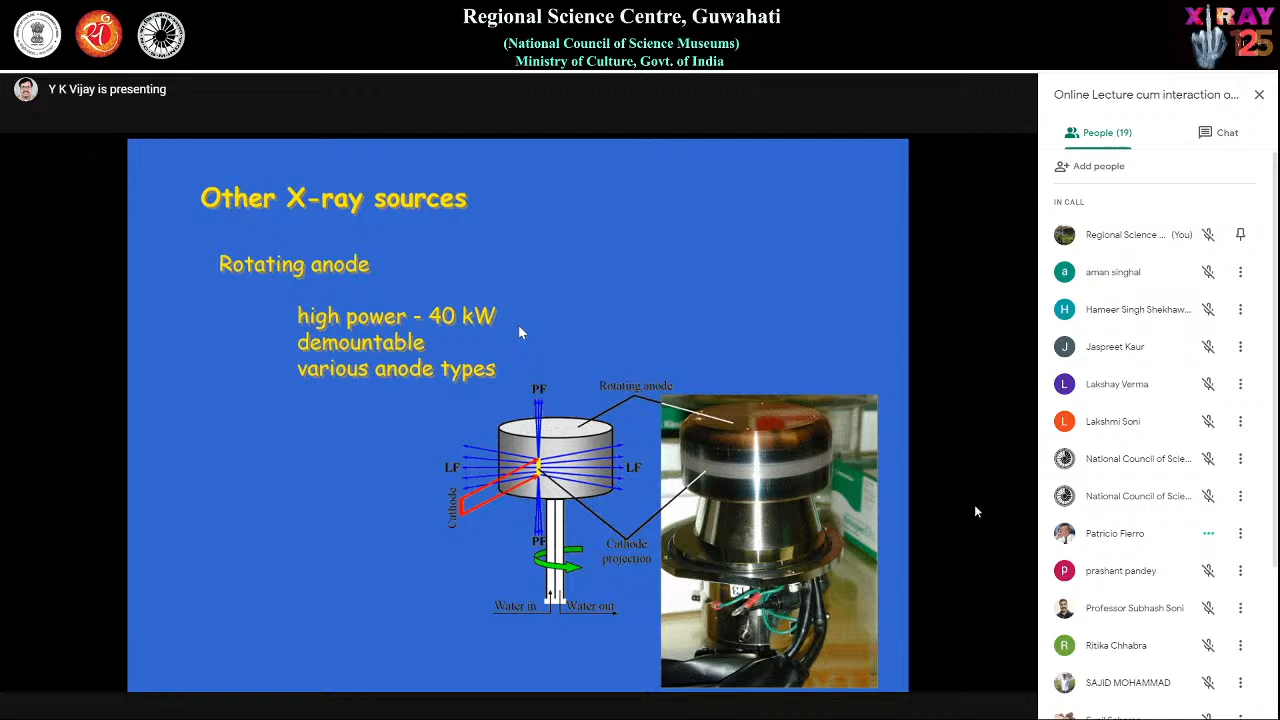 Regional Science Centre, Guwahati
(National Council of Science Museums)
Ministry of Culture, Govt. of India
X RAY
125
Y K Vijay is presenting
Online Lecture cum interaction o...
People (19)
Chat
Add people
IN CALL
Regional Science ... (You)
a
aman singhal
H
Hameer Singh Shekhaw...
J
Jaspreet Kaur
L
Lakshay Verma
L
Lakshmi Soni
National Council of Scie...
National Council of Scie...
Patricio Fierro
p
prashant pandey
Professor Subhash Soni
R
Ritika Chhabra
SAJID MOHAMMAD
Other X-ray sources
Rotating anode
high power - 40 kW
demountable
various anode types
PF
Rotating anode
LF
LF
Cathode
PF
Cathode
projection
Water in
Water out